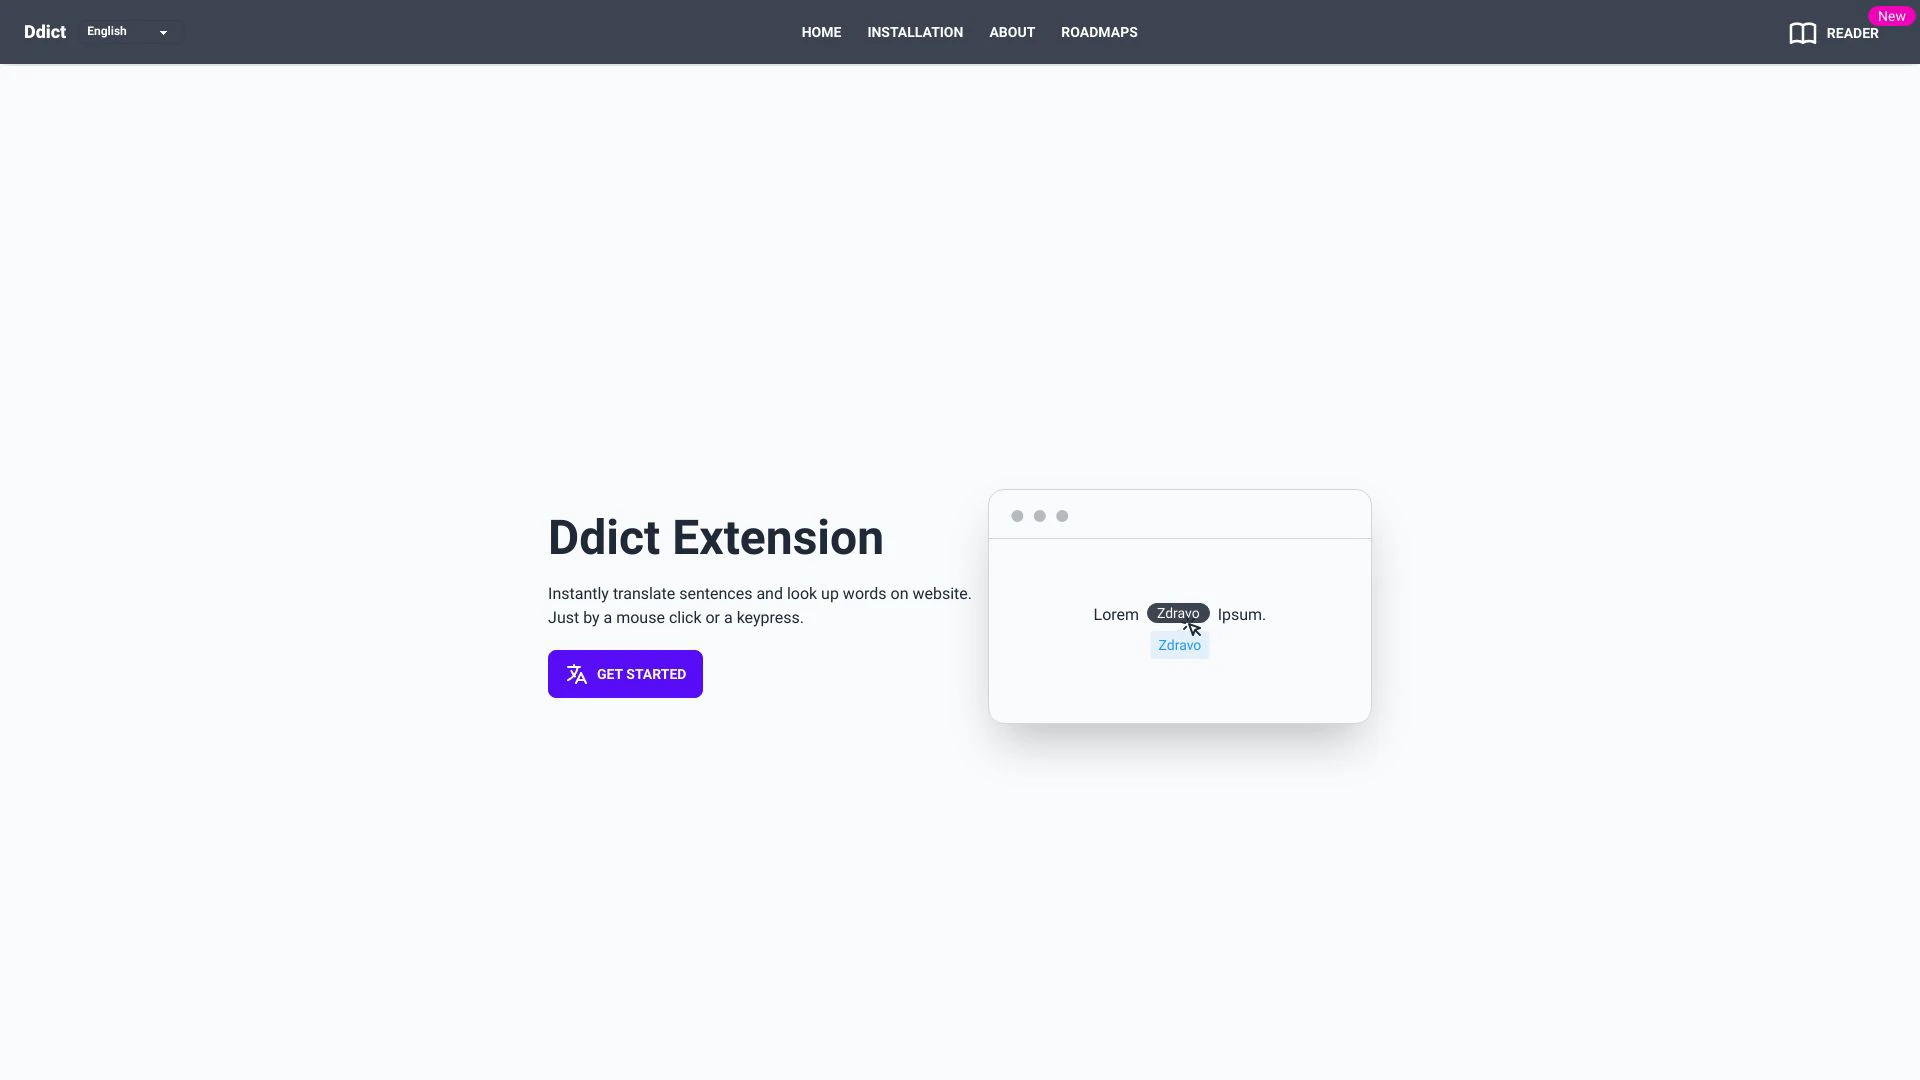 Ddict
English
HOME
INSTALLATION
ABOUT
ROADMAPS
New
READER
Ddict Extension
Instantly translate sentences and look up words on website.
Just by a mouse click or a keypress.
GET STARTED
Lorem Zdravo Ipsum.
Zdravo